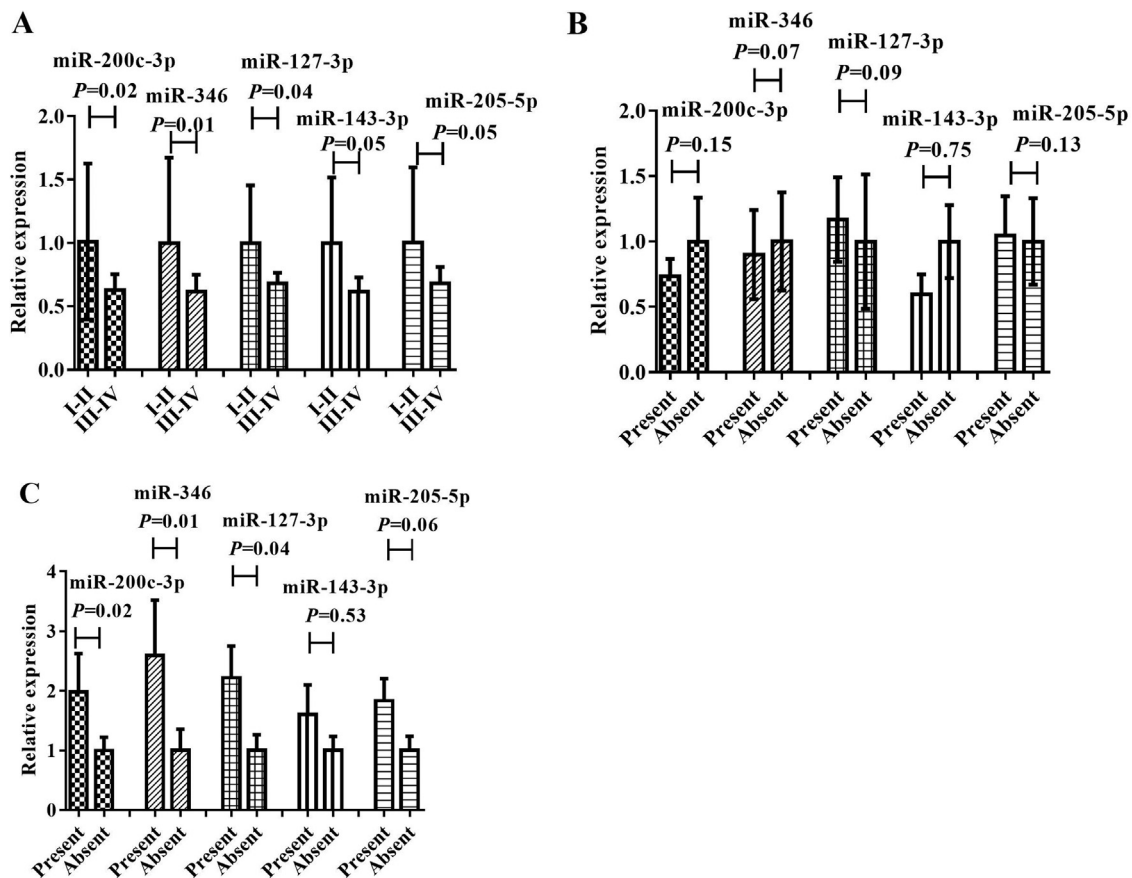 A
miR-200c-3p
P=0.02
miR-346
P=0.01
miR-127-3p
P=0.04
miR-143-3p
P=0.05
miR-205-5p
P=0.05
Relative expression
2.0
1.5
1.0
0.5
0.0
I-II
III-IV
I-II
III-IV
I-II
III-IV
I-II
III-IV
I-II
III-IV
B
miR-200c-3p
P=0.15
miR-346
P=0.07
miR-127-3p
P=0.09
miR-143-3p
P=0.75
miR-205-5p
P=0.13
Relative expression
2.0
1.5
1.0
0.5
0.0
Present
Absent
Present
Absent
Present
Absent
Present
Absent
Present
Absent
C
miR-200c-3p
P=0.02
miR-346
P=0.01
miR-127-3p
P=0.04
miR-143-3p
P=0.53
miR-205-5p
P=0.06
Relative expression
4
3
2
1
0
Present
Absent
Present
Absent
Present
Absent
Present
Absent
Present
Absent